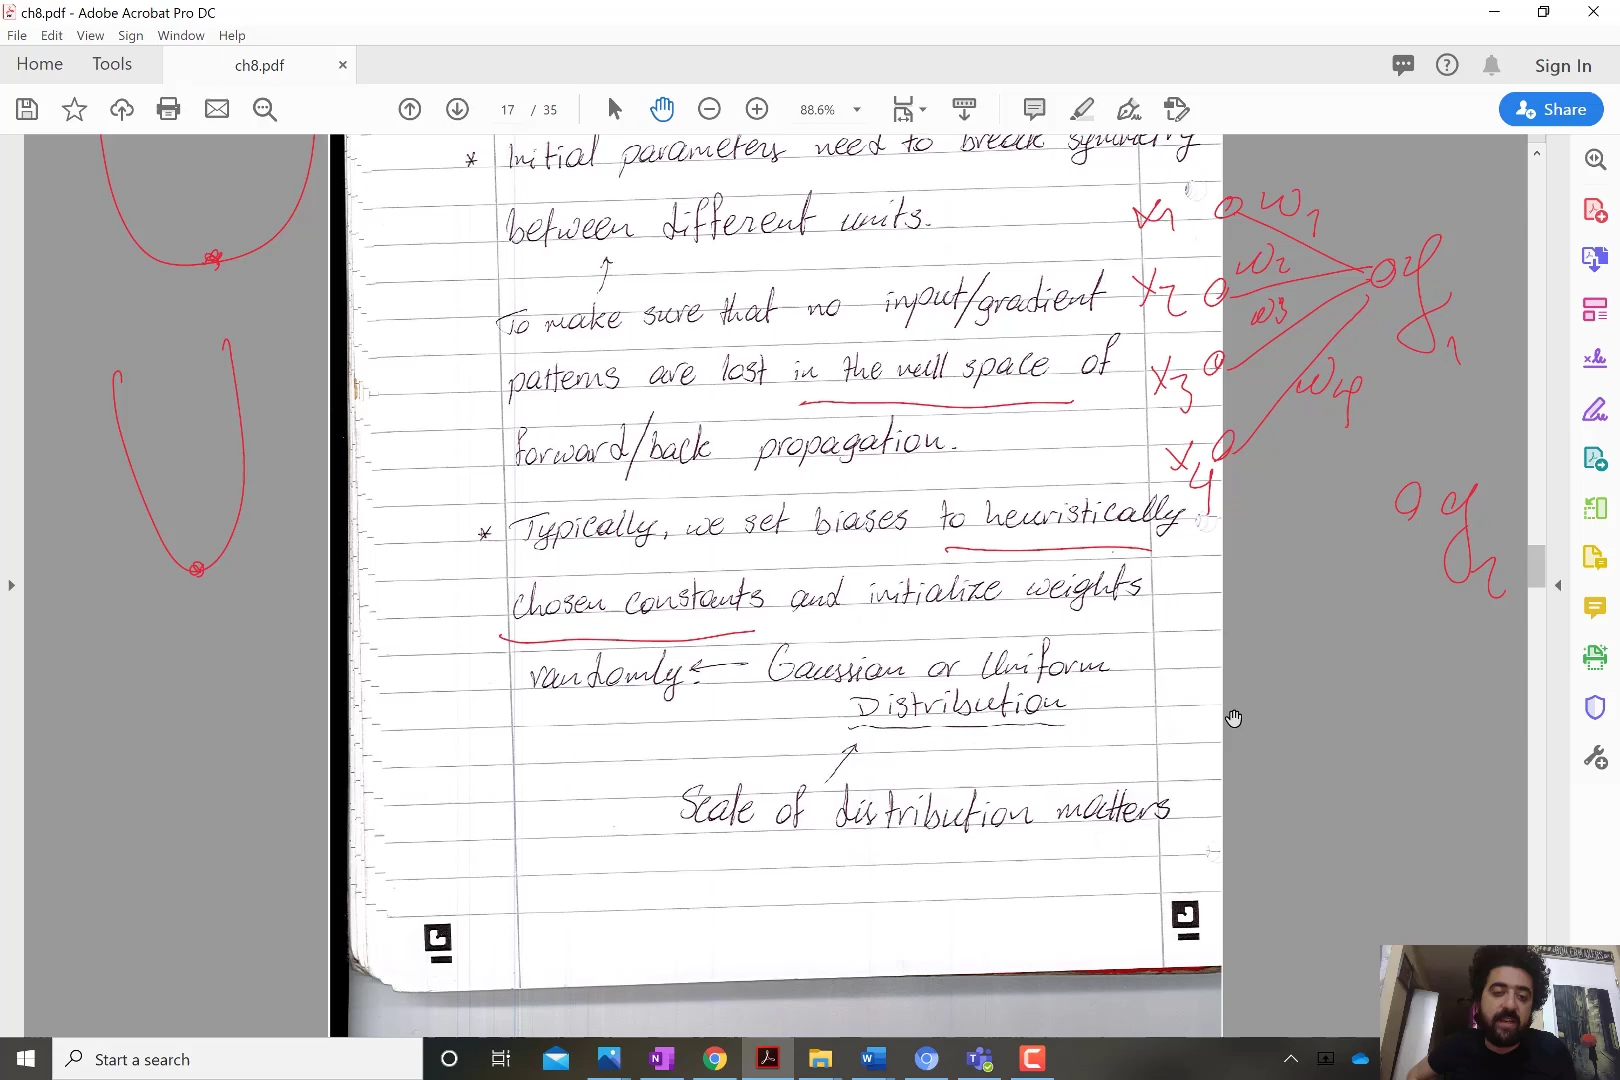 ch8.pdf - Adobe Acrobat Pro DC
File Edit View Sign Window Help
Home Tools ch8.pdf
Sign In
17 / 35
88.6%
Share
* Initial parameters need to break symmetry
between different units.
To make sure that no input/gradient
patterns are lost in the null space of
forward/back propagation.
* Typically, we set biases to heuristically
chosen constants and initialize weights
randomly. ← Gaussian or Uniform
Distribution
Scale of distribution matters
x1 w1
x2 w2
w3
x3 w4
x4
y1
y2
Start a search